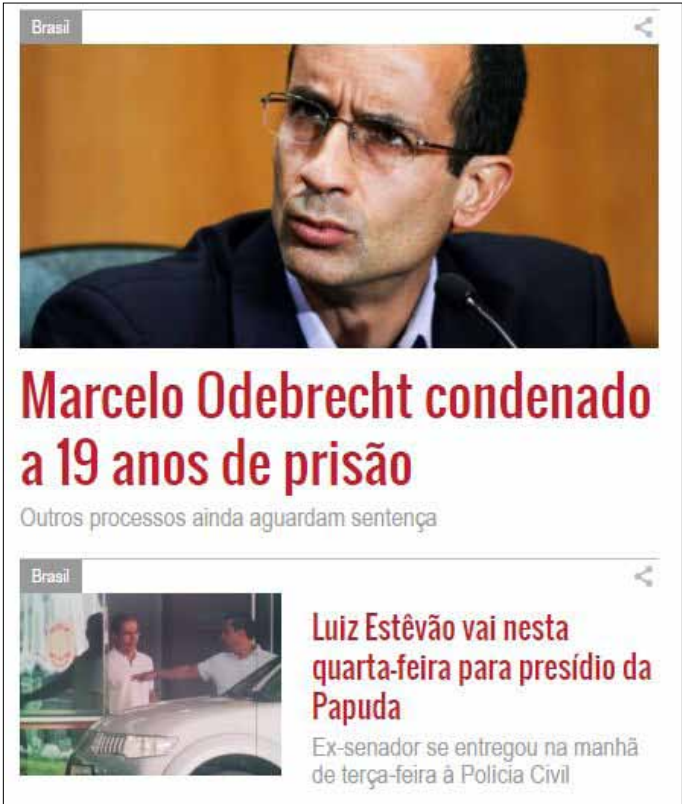 Brasil
Marcelo Odebrecht condenado
a 19 anos de prisão
Outros processos ainda aguardam sentença
Brasil
Luiz Estêvão vai nesta
quarta-feira para presídio da
Papuda
Ex-senador se entregou na manhã
de terça-feira à Polícia Civil